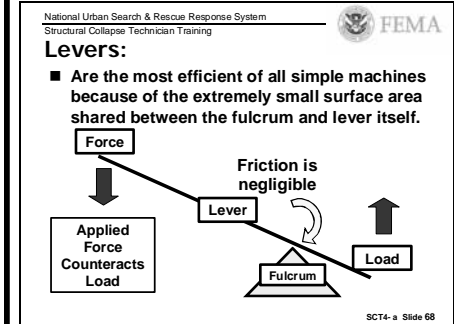 National Urban Search & Rescue Response System
Structural Collapse Technician Training
FEMA
Levers:
■ Are the most efficient of all simple machines
because of the extremely small surface area
shared between the fulcrum and lever itself.
Force
Friction is
negligible
Lever
Applied
Force
Counteracts
Load
Load
Fulcrum
SCT4- a Slide 68